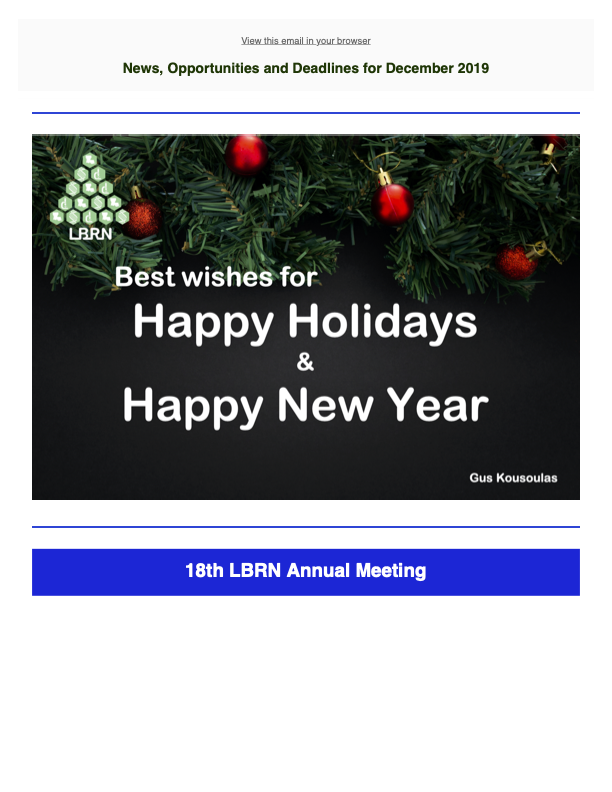 View this email in your browser
News, Opportunities and Deadlines for December 2019
LBRN
Best wishes for
Happy Holidays
&
Happy New Year
Gus Kousoulas
18th LBRN Annual Meeting